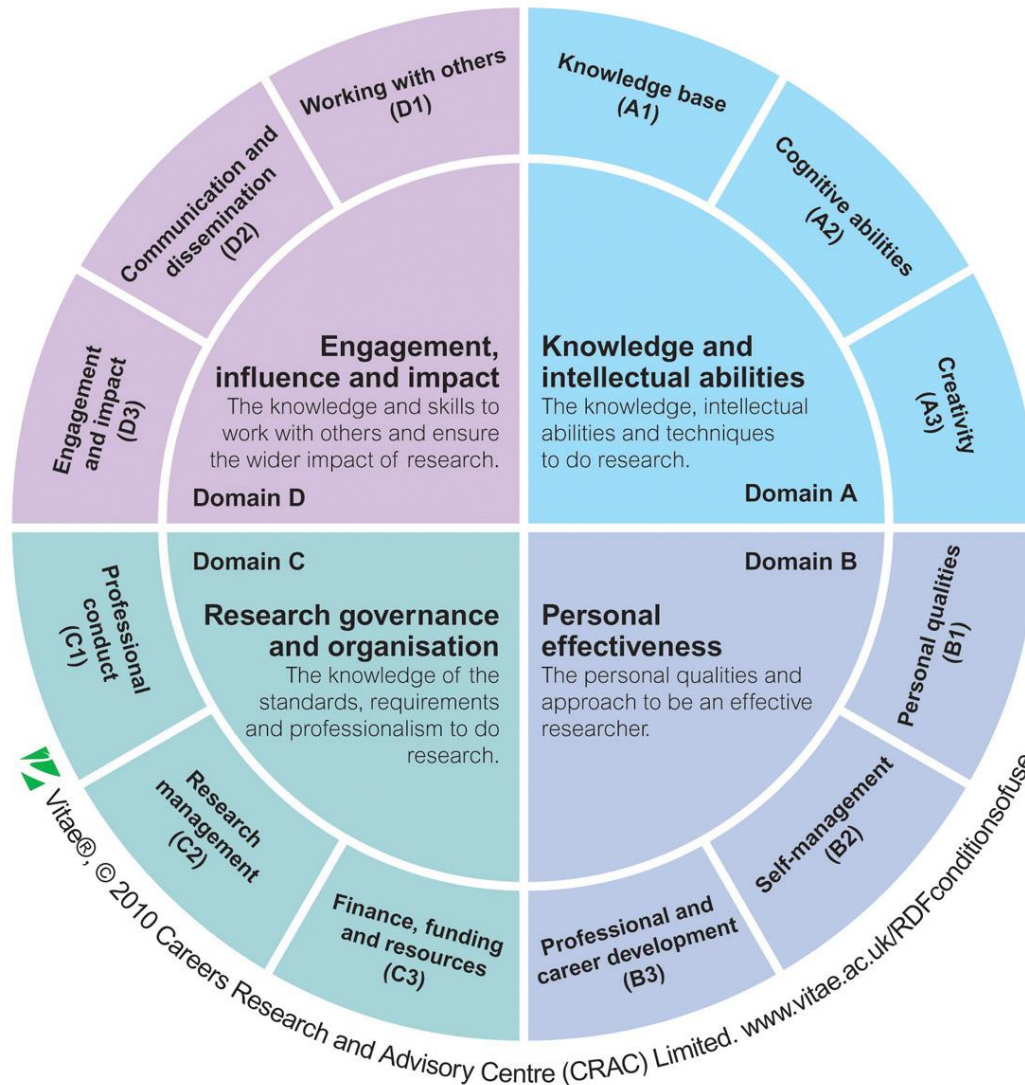 Knowledge base
(A1)
Cognitive abilities
(A2)
Creativity
(A3)
Knowledge and
intellectual abilities
The knowledge, intellectual
abilities and techniques
to do research.
Domain A
Domain B
Personal
effectiveness
The personal qualities and
approach to be an effective
researcher.
Personal qualities
(B1)
Self-management
(B2)
Professional and
career development
(B3)
Domain C
Research governance
and organisation
The knowledge of the
standards, requirements
and professionalism to do
research.
Professional
conduct
(C1)
Research
management
(C2)
Finance, funding
and resources
(C3)
Engagement,
influence and impact
The knowledge and skills to
work with others and ensure
the wider impact of research.
Domain D
Working with others
(D1)
Communication and
dissemination
(D2)
Engagement
and impact
(D3)
Vitae®, © 2010 Careers Research and Advisory Centre (CRAC) Limited. www.vitae.ac.uk/RDFconditionsofuse